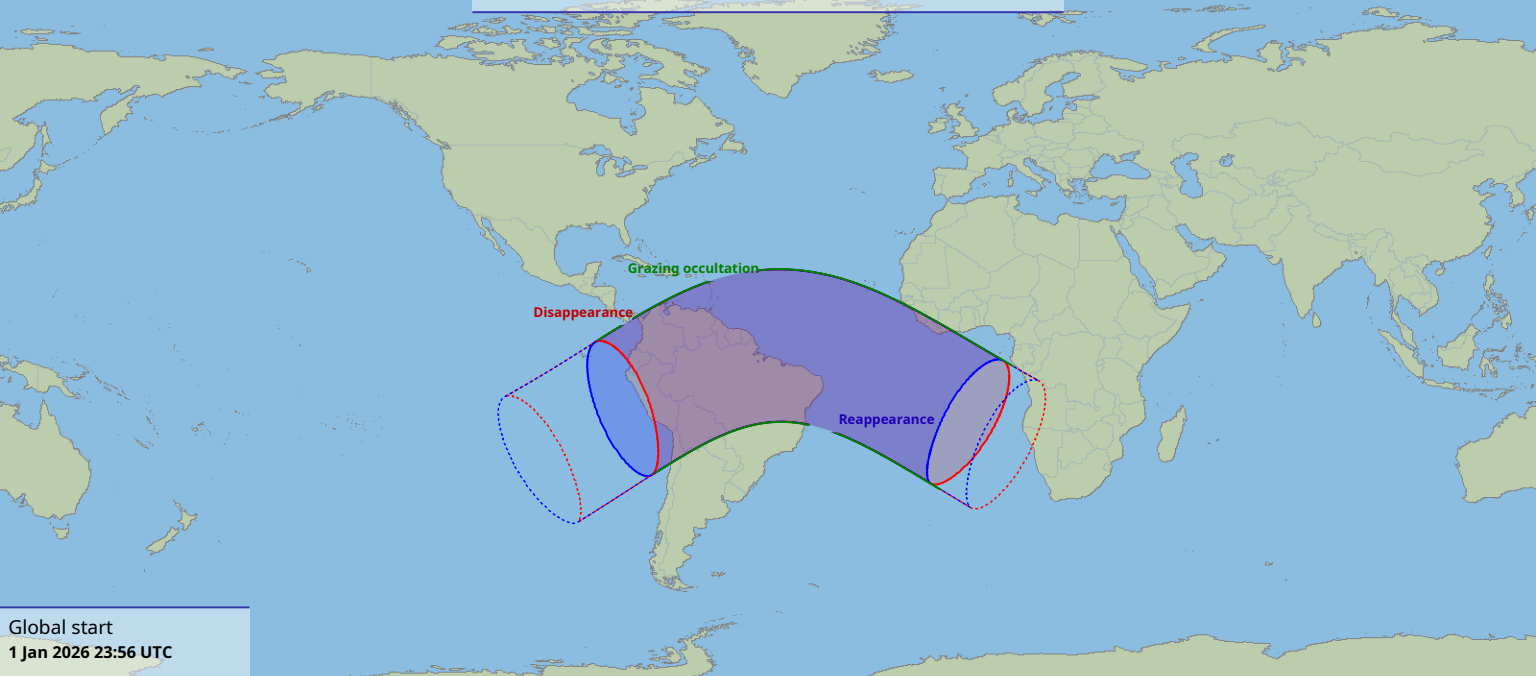 Grazing occultation
Disappearance
Reappearance
Global start
1 Jan 2026 23:56 UTC